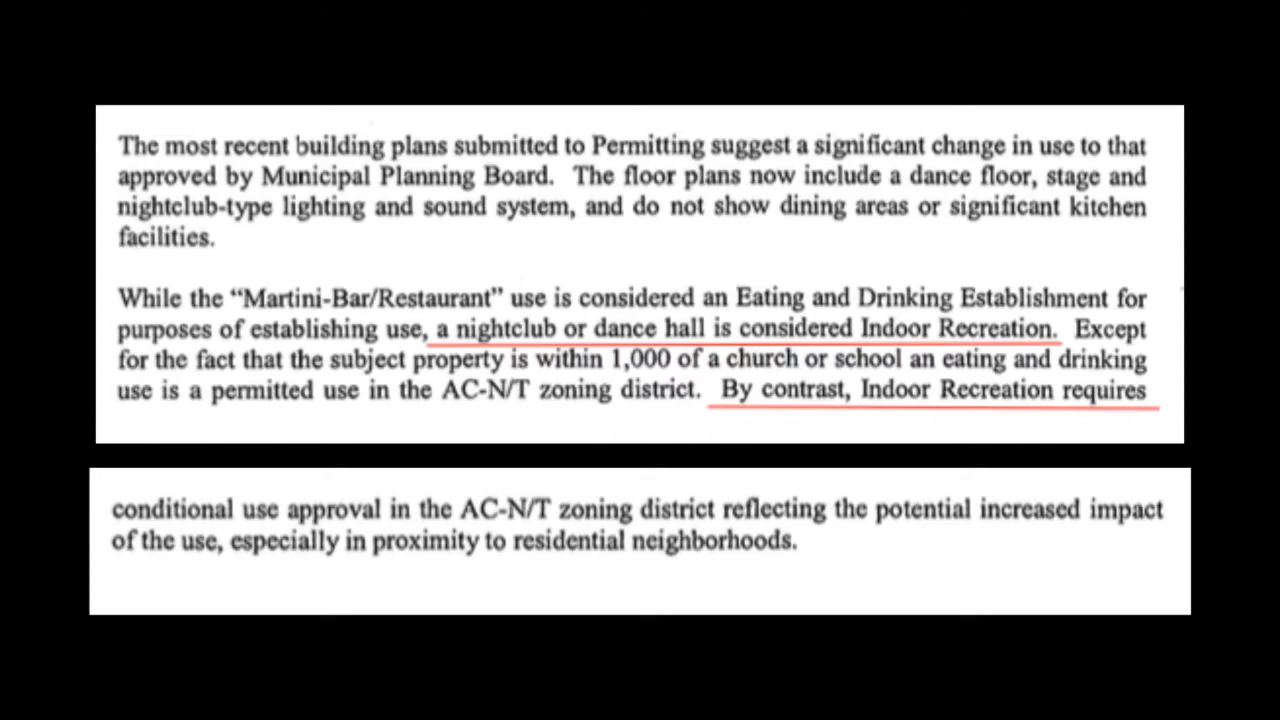 The most recent building plans submitted to Permitting suggest a significant change in use to that
approved by Municipal Planning Board. The floor plans now include a dance floor, stage and
nightclub-type lighting and sound system, and do not show dining areas or significant kitchen
facilities.
While the “Martini-Bar/Restaurant” use is considered an Eating and Drinking Establishment for
purposes of establishing use, a nightclub or dance hall is considered Indoor Recreation. Except
for the fact that the subject property is within 1,000 of a church or school an eating and drinking
use is a permitted use in the AC-N/T zoning district. By contrast, Indoor Recreation requires
conditional use approval in the AC-N/T zoning district reflecting the potential increased impact
of the use, especially in proximity to residential neighborhoods.